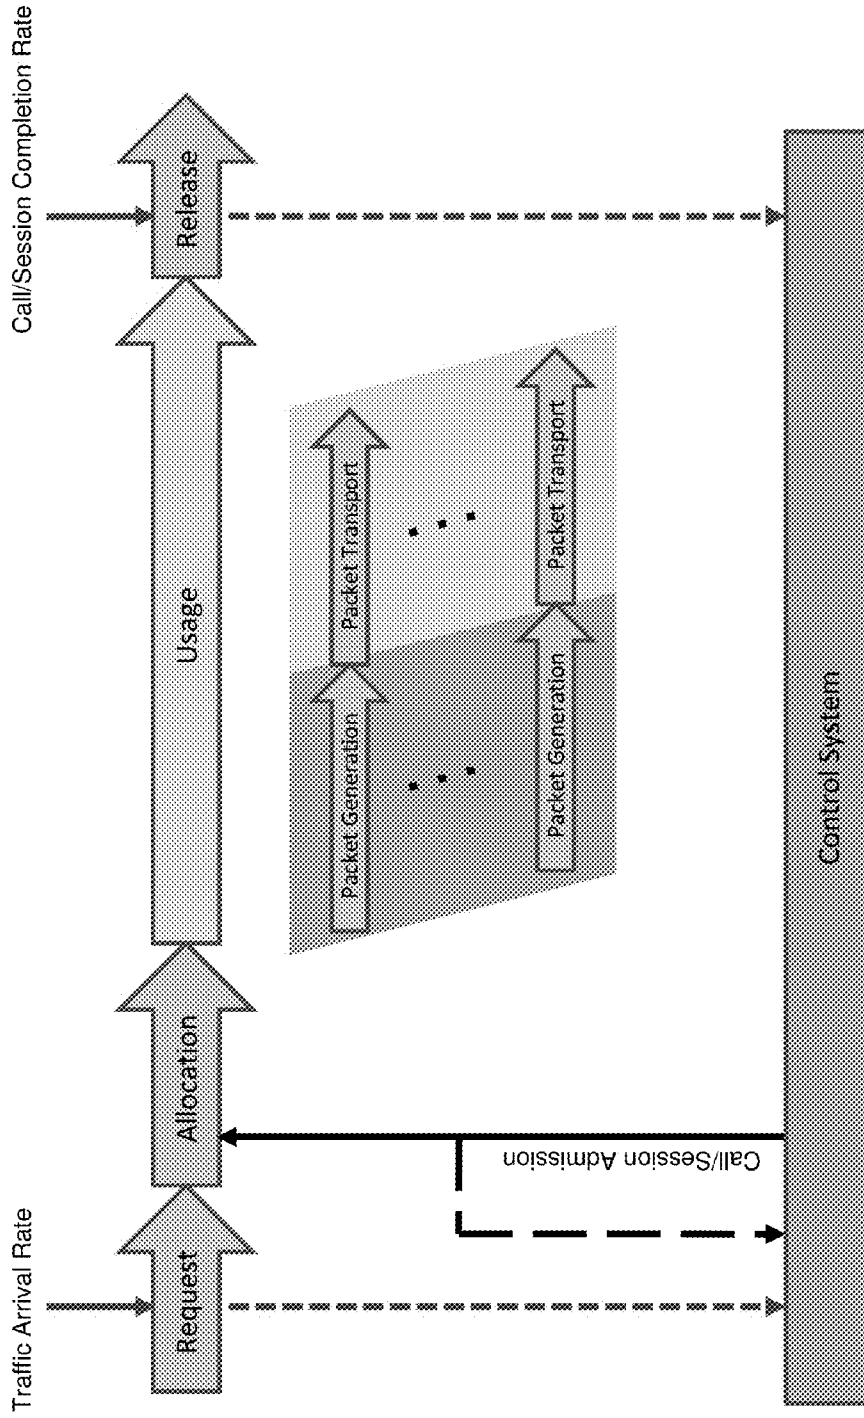 Traffic Arrival Rate
Call/Session Completion Rate
Request
Allocation
Usage
Release
Packet Generation
Packet Transport
Packet Generation
Packet Transport
Call/Session Admission
Control System